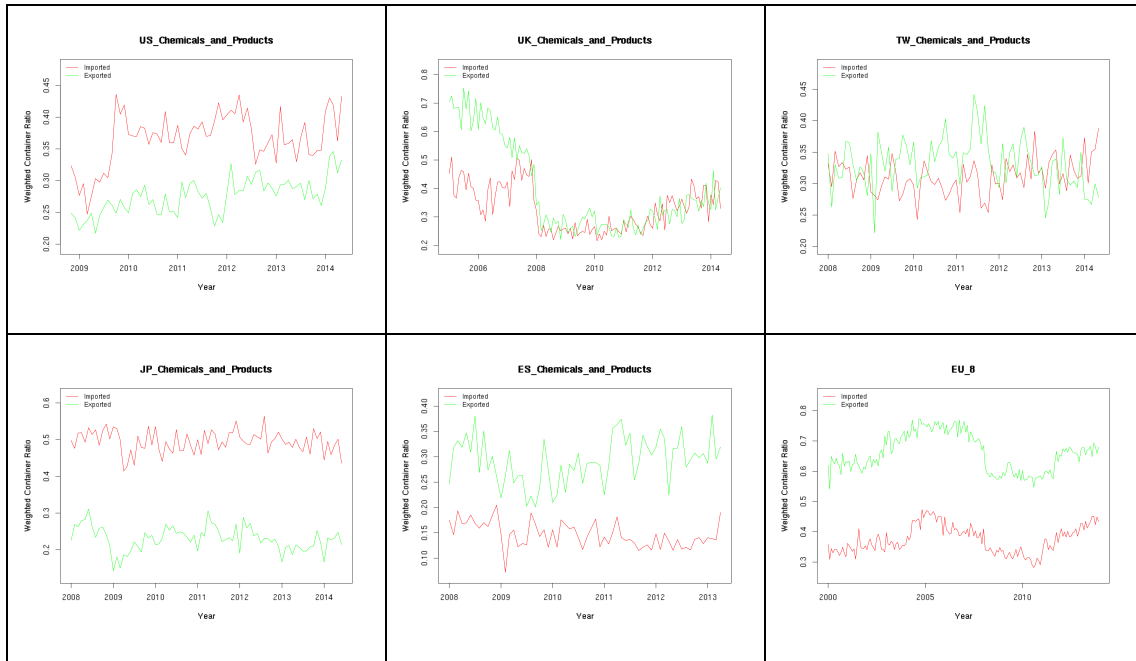 US_Chemicals_and_Products
Imported
Exported
Weighted Container Ratio
0.45
0.40
0.35
0.30
0.25
0.20
2009 2010 2011 2012 2013 2014
Year
UK_Chemicals_and_Products
Imported
Exported
Weighted Container Ratio
0.8
0.7
0.6
0.5
0.4
0.3
0.2
2006 2008 2010 2012 2014
Year
TW_Chemicals_and_Products
Imported
Exported
Weighted Container Ratio
0.45
0.40
0.35
0.30
0.25
0.20
2008 2009 2010 2011 2012 2013 2014
Year
JP_Chemicals_and_Products
Imported
Exported
Weighted Container Ratio
0.6
0.5
0.4
0.3
0.2
2008 2009 2010 2011 2012 2013 2014
Year
ES_Chemicals_and_Products
Imported
Exported
Weighted Container Ratio
0.40
0.35
0.30
0.25
0.20
0.15
0.10
2008 2009 2010 2011 2012 2013
Year
EU_8
Imported
Exported
Weighted Container Ratio
0.8
0.7
0.6
0.5
0.4
0.3
2000 2005 2010
Year